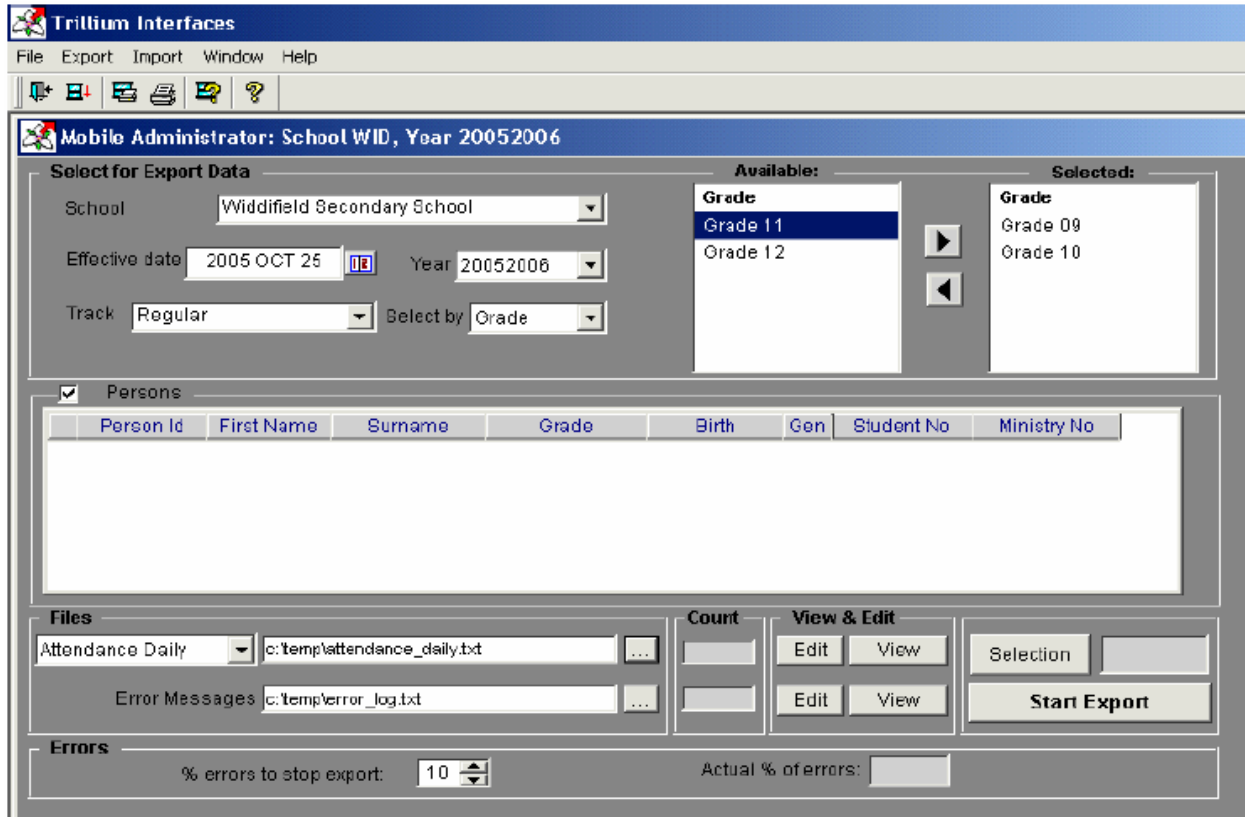 Trillium Interfaces
File Export Import Window Help
Mobile Administrator: School WID, Year 20052006
Select for Export Data
Available:
Selected:
School
Widdifield Secondary School
Grade
Grade 11
Grade 12
Grade
Grade 09
Grade 10
Effective date
2005 OCT 25
Year
20052006
Track
Regular
Select by
Grade
Persons
Person Id First Name Surname Grade Birth Gen Student No Ministry No
Files
Count
View & Edit
Attendance Daily
c:\temp\attendance_daily.txt
...
Edit
View
Selection
Error Messages
c:\temp\error_log.txt
...
Edit
View
Start Export
Errors
% errors to stop export:
10
Actual % of errors: